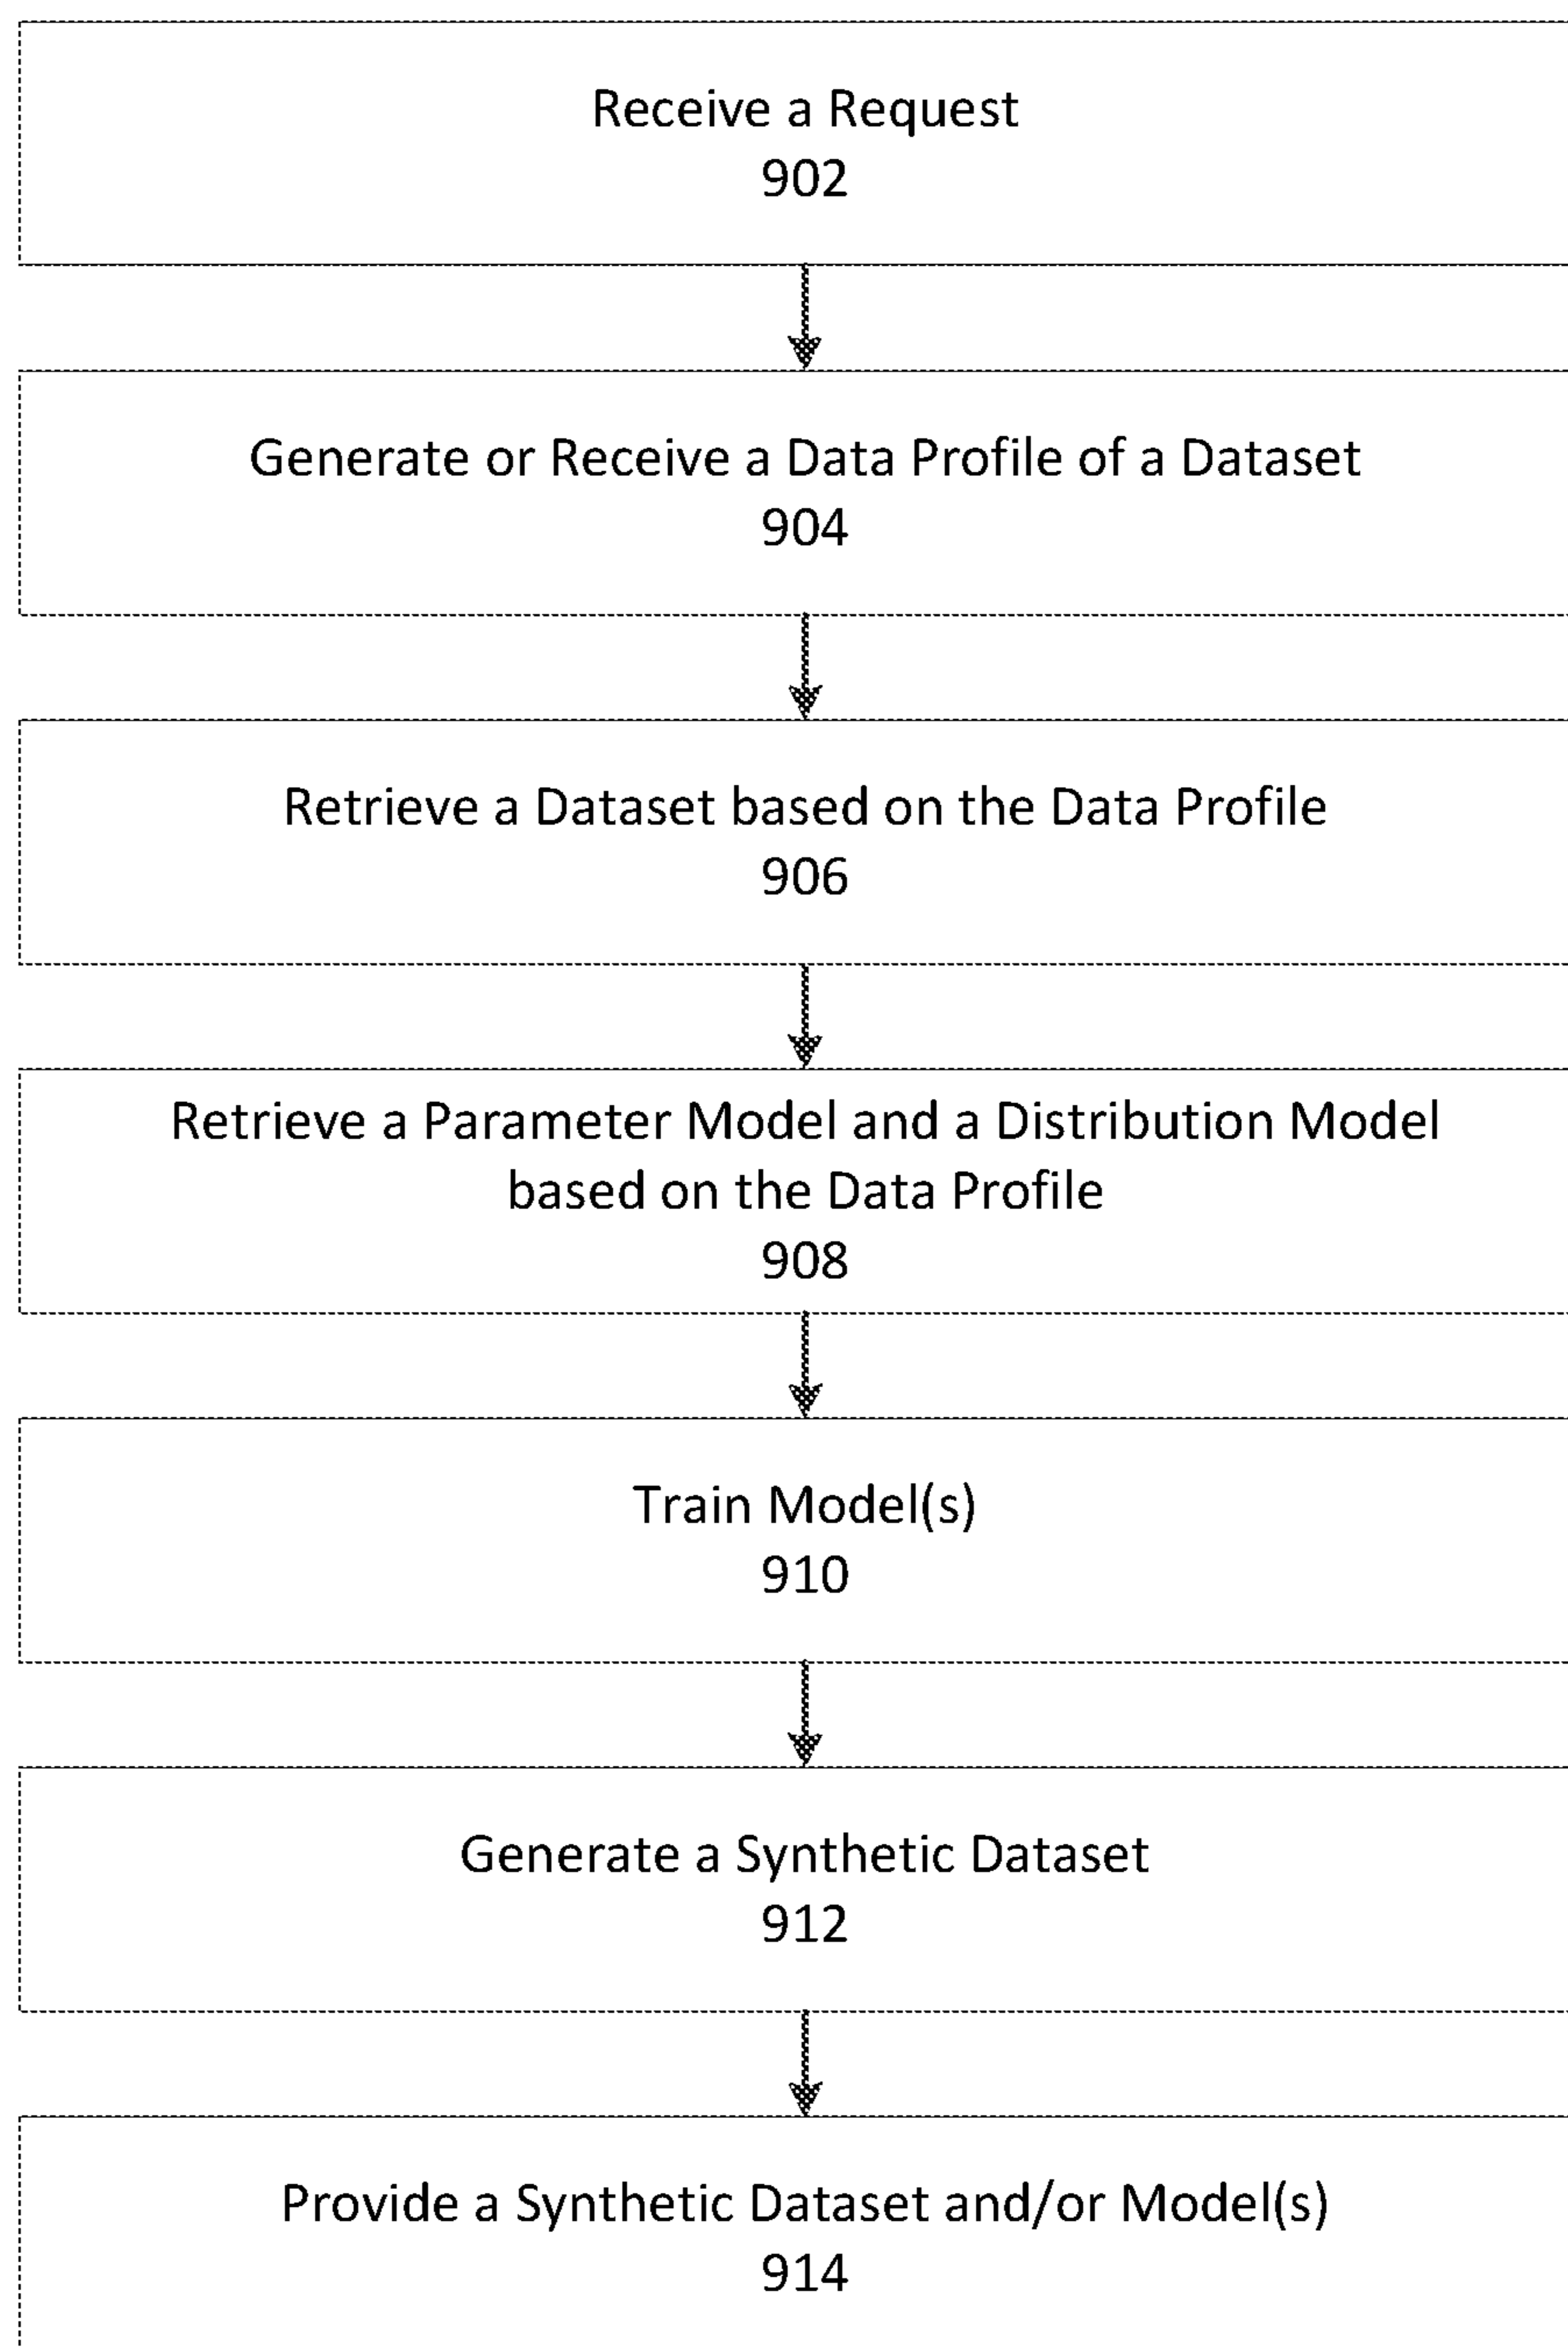 Receive a Request
902
Generate or Receive a Data Profile of a Dataset
904
Retrieve a Dataset based on the Data Profile
906
Retrieve a Parameter Model and a Distribution Model
based on the Data Profile
908
Train Model(s)
910
Generate a Synthetic Dataset
912
Provide a Synthetic Dataset and/or Model(s)
914